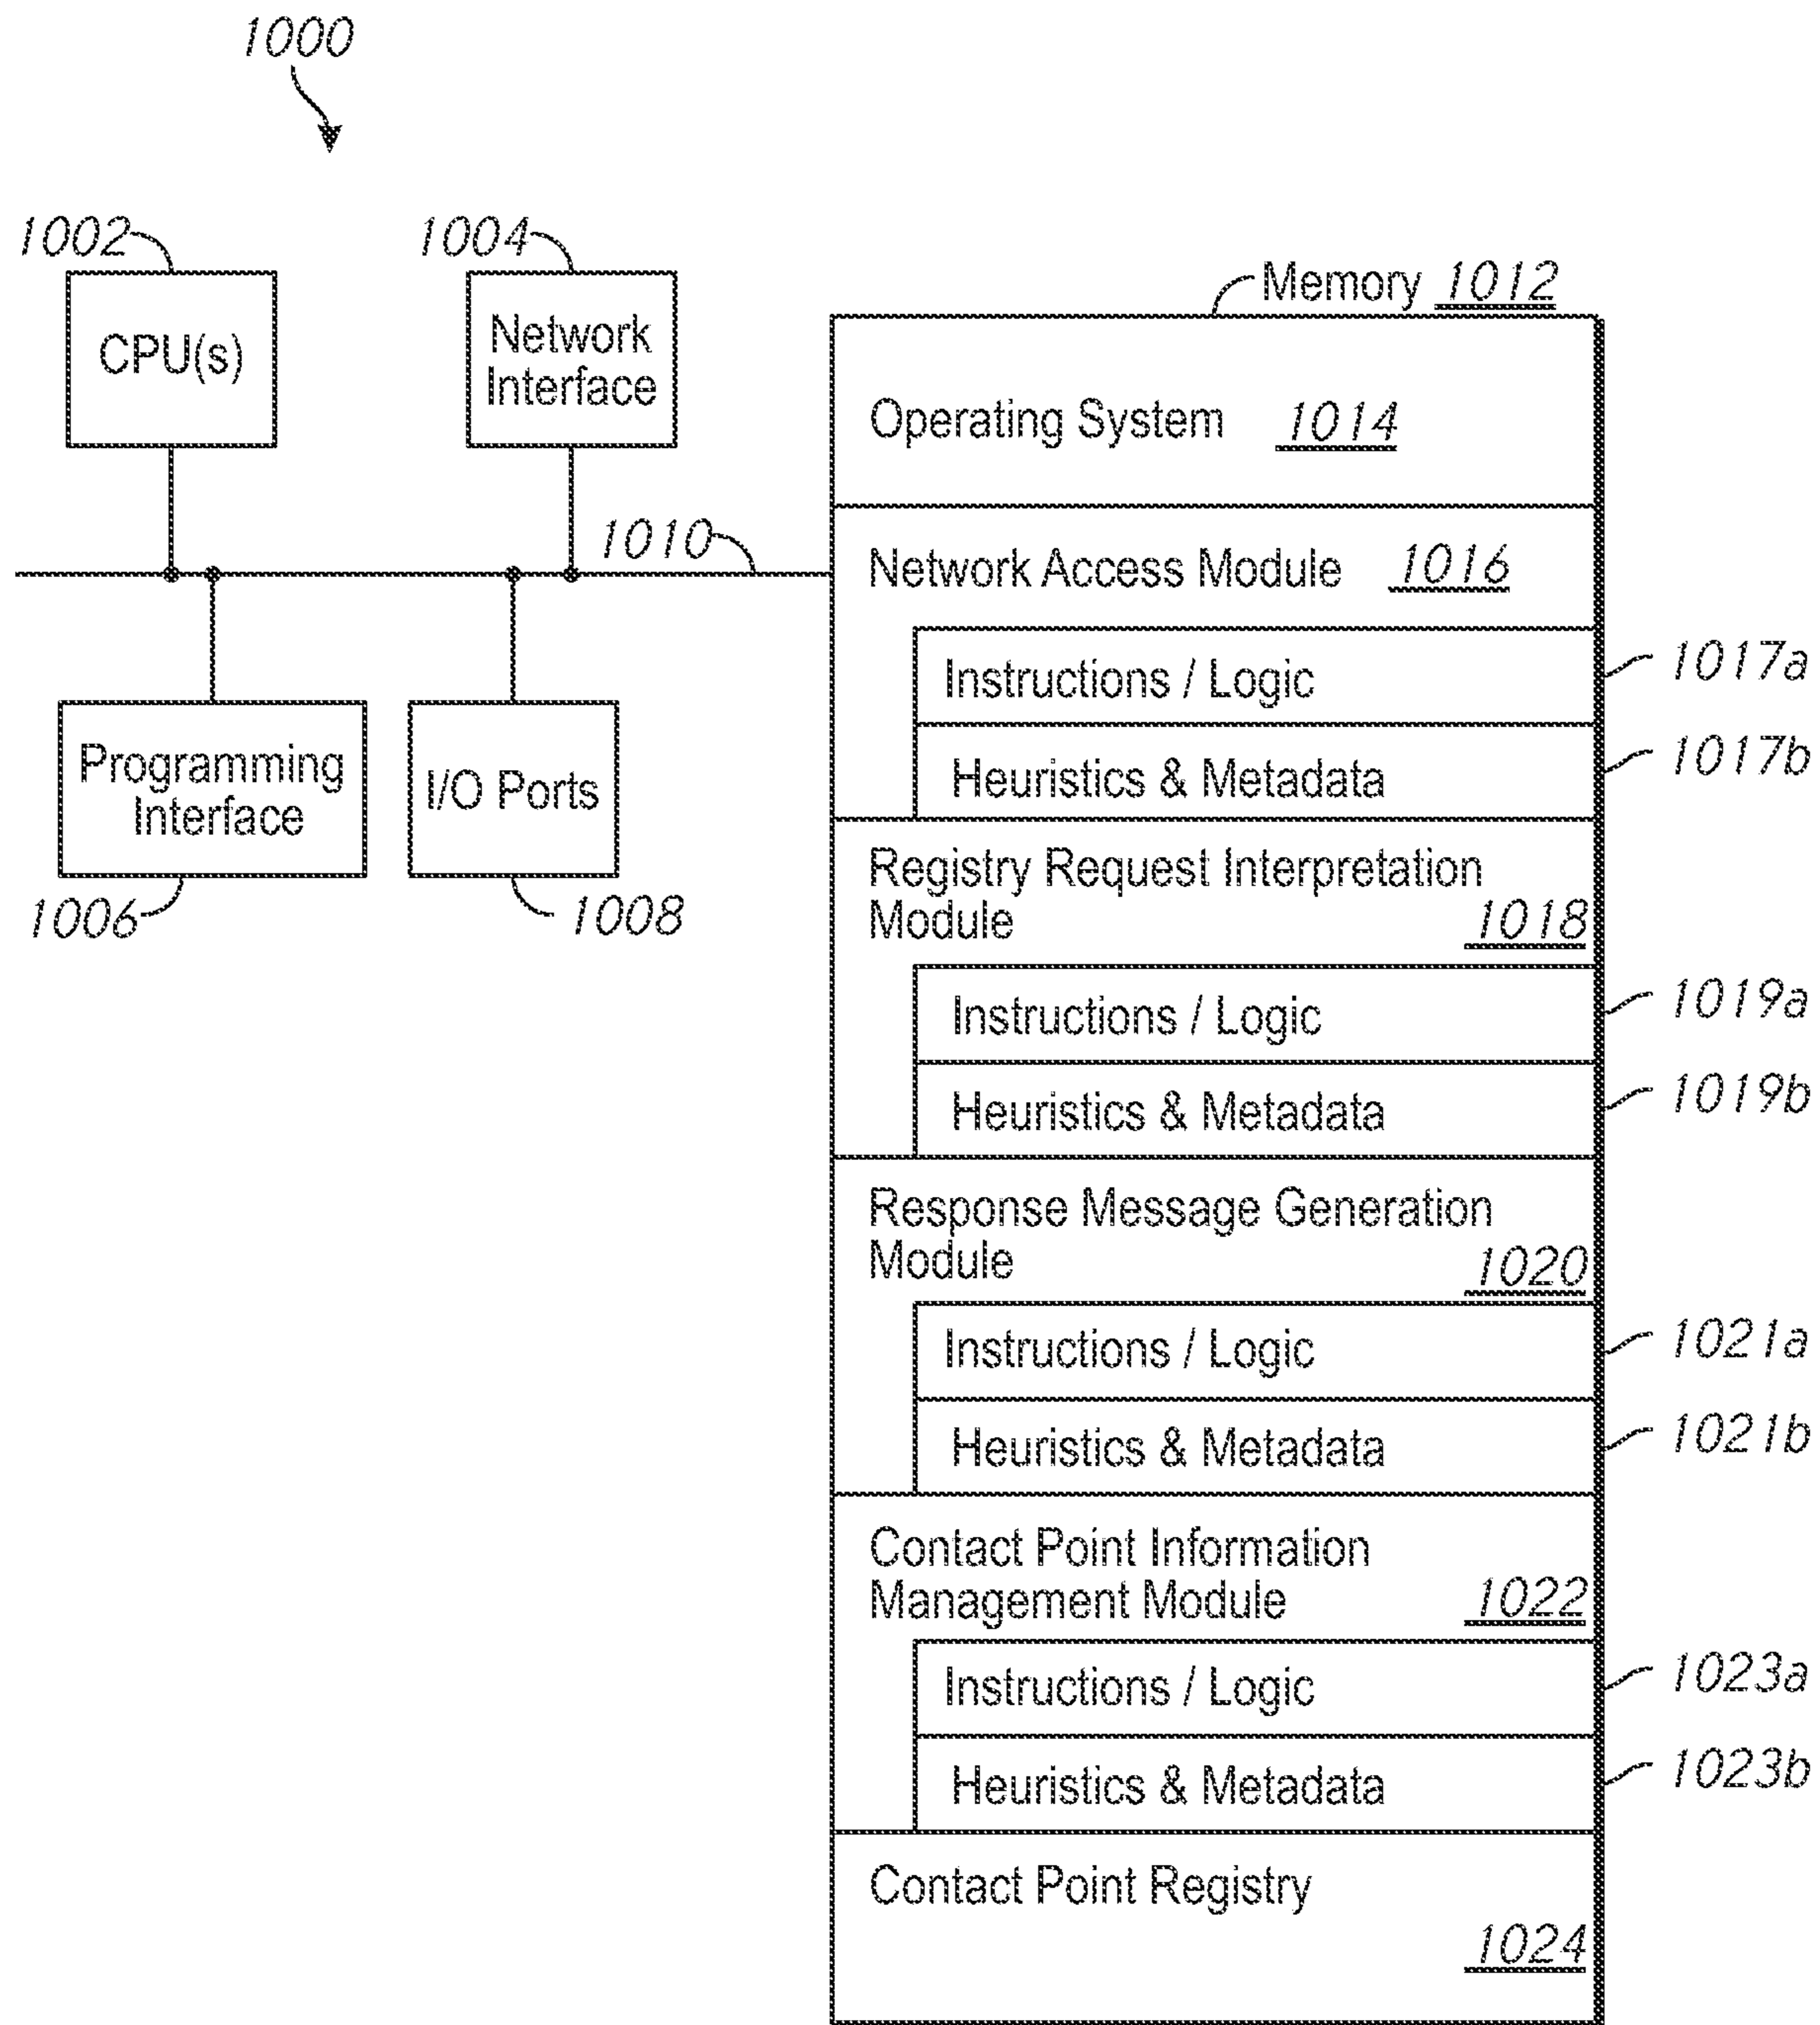 1000
1002
1004
CPU(s)
Network
Interface
1010
Programming
Interface
I/O Ports
1006
1008
Memory 1012
Operating System 1014
Network Access Module 1016
Instructions / Logic 1017a
Heuristics & Metadata 1017b
Registry Request Interpretation
Module 1018
Instructions / Logic 1019a
Heuristics & Metadata 1019b
Response Message Generation
Module 1020
Instructions / Logic 1021a
Heuristics & Metadata 1021b
Contact Point Information
Management Module 1022
Instructions / Logic 1023a
Heuristics & Metadata 1023b
Contact Point Registry
1024